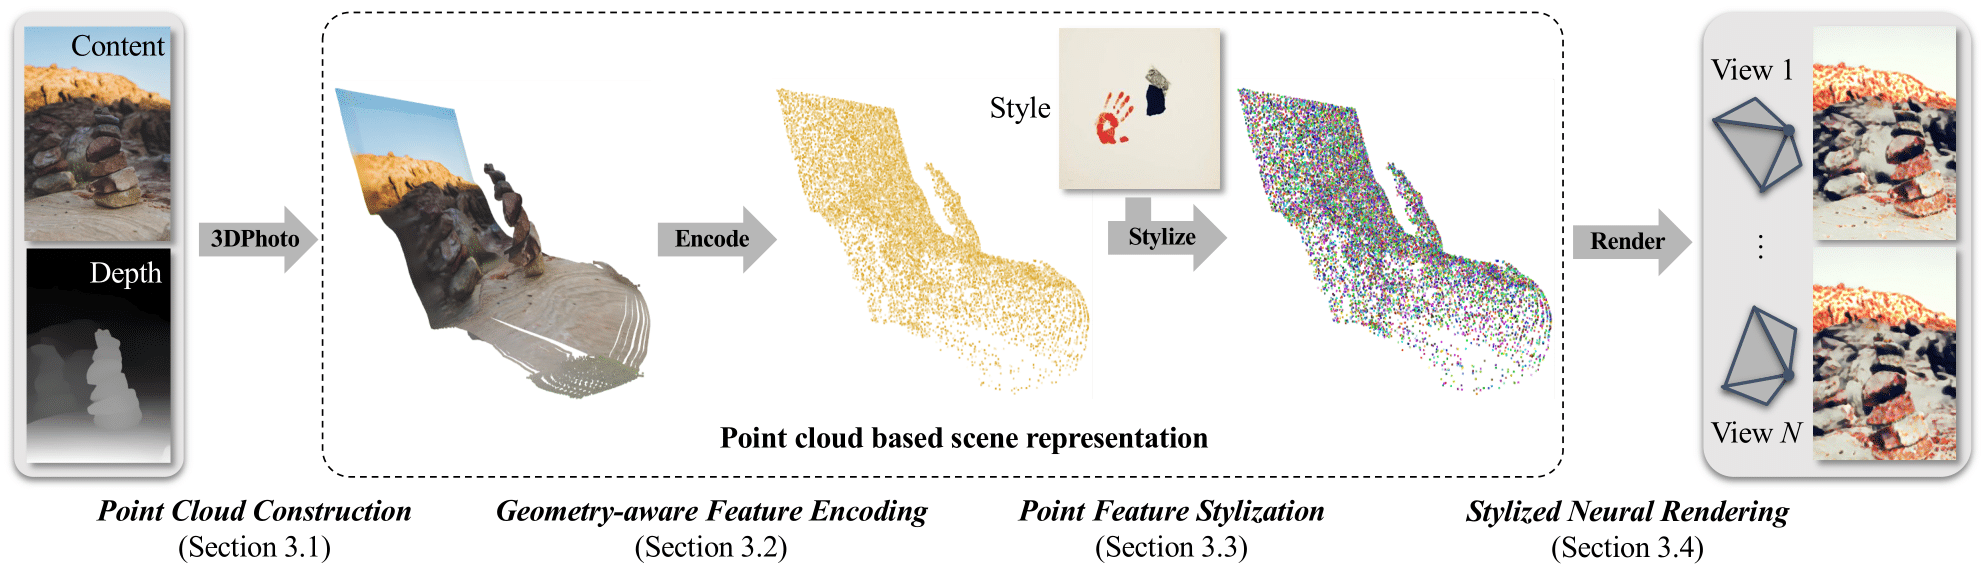 Content
Depth
3DPhoto
Encode
Style
Stylize
Render
View 1
View N
Point cloud based scene representation
Point Cloud Construction
(Section 3.1)
Geometry-aware Feature Encoding
(Section 3.2)
Point Feature Stylization
(Section 3.3)
Stylized Neural Rendering
(Section 3.4)